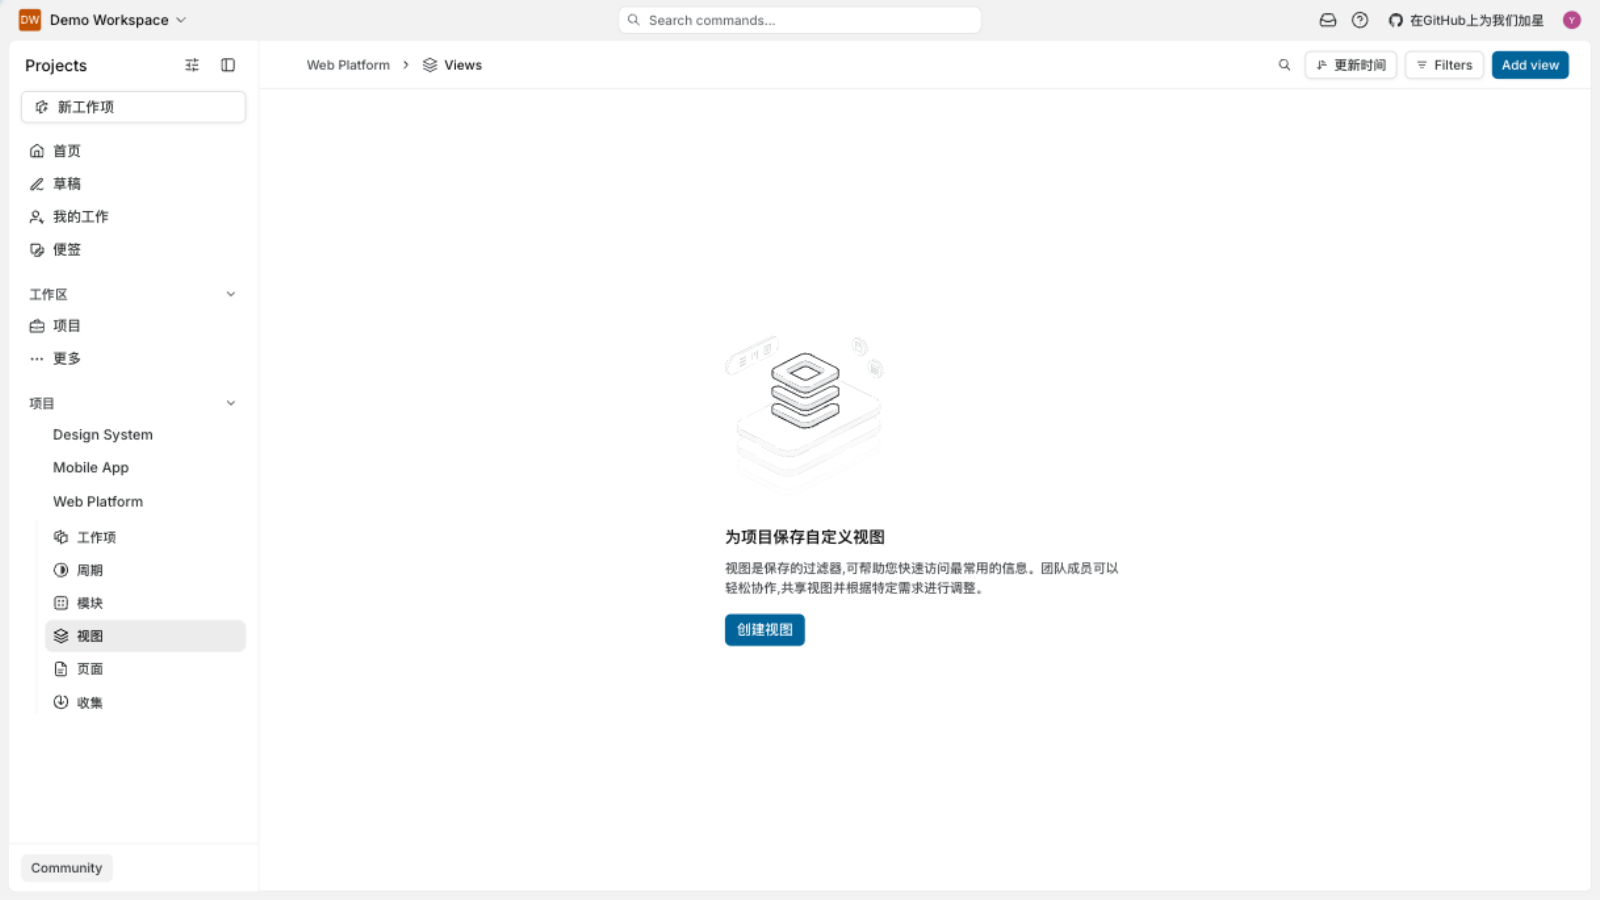 DW Demo Workspace
Search commands...
在GitHub上为我们加星
Y
Projects
新工作项
首页
草稿
我的工作
便签
工作区
项目
更多
项目
Design System
Mobile App
Web Platform
工作项
周期
模块
视图
页面
收集
Community
Web Platform
Views
更新时间
Filters
Add view
为项目保存自定义视图
视图是保存的过滤器,可帮助您快速访问最常用的信息。团队成员可以
轻松协作,共享视图并根据特定需求进行调整。
创建视图